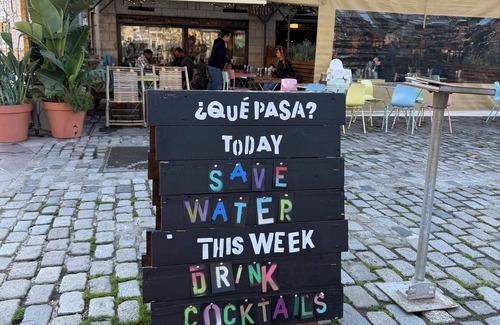 ¿QUÉ PASA?
TODAY
SAVE
WATER
THIS WEEK
DRINK
COCKTAILS